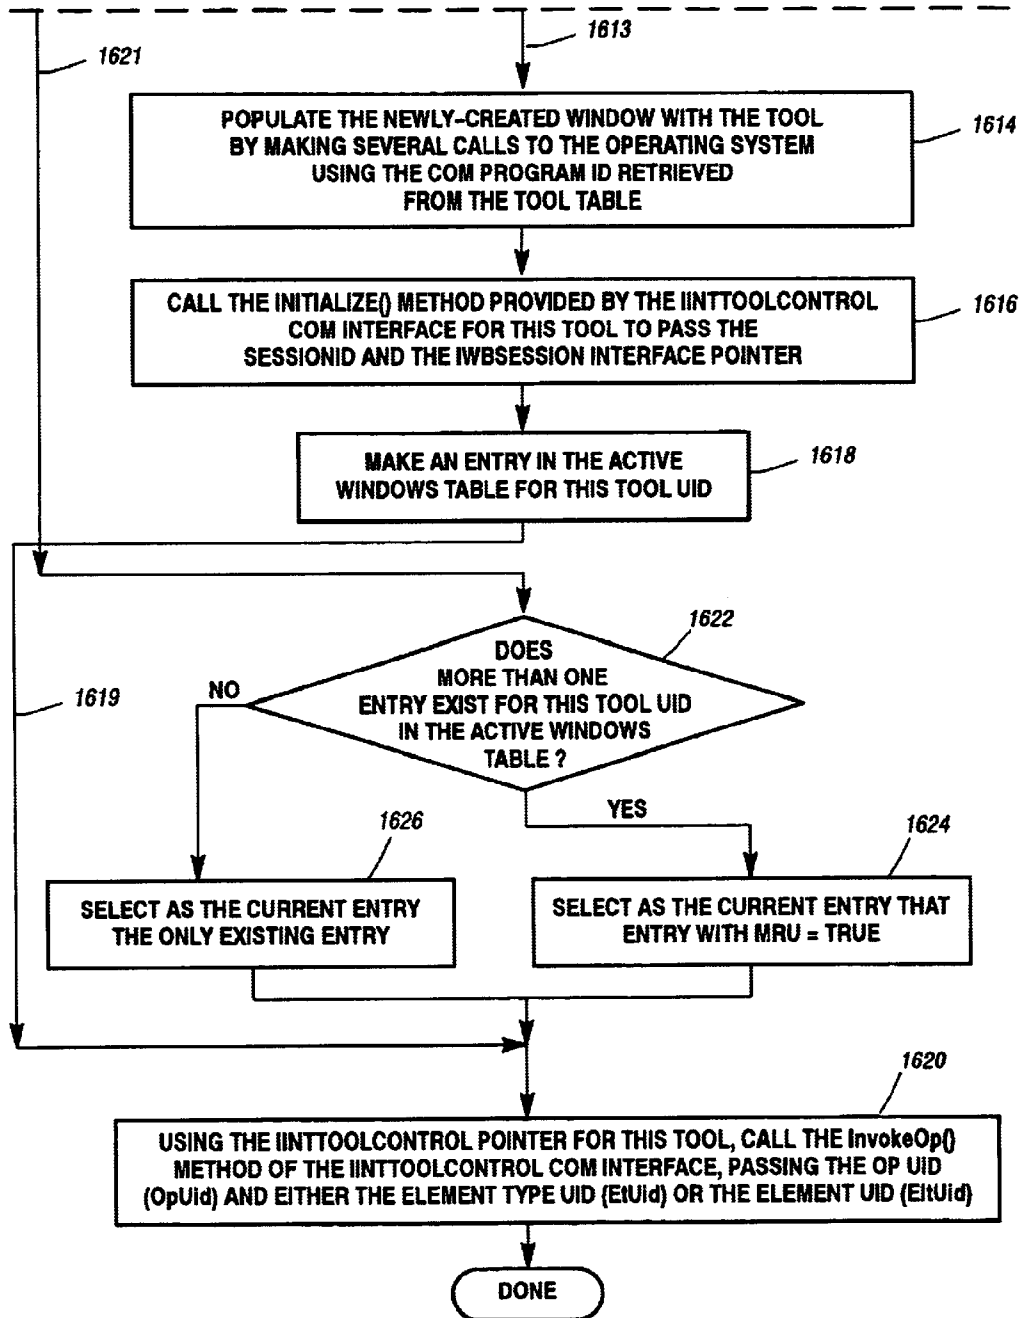 1613
1621
POPULATE THE NEWLY-CREATED WINDOW WITH THE TOOL
BY MAKING SEVERAL CALLS TO THE OPERATING SYSTEM
USING THE COM PROGRAM ID RETRIEVED
FROM THE TOOL TABLE
1614
CALL THE INITIALIZE() METHOD PROVIDED BY THE IINTTOOLCONTROL
COM INTERFACE FOR THIS TOOL TO PASS THE
SESSIONID AND THE IWBSESSION INTERFACE POINTER
1616
MAKE AN ENTRY IN THE ACTIVE
WINDOWS TABLE FOR THIS TOOL UID
1618
1622
DOES
MORE THAN ONE
ENTRY EXIST FOR THIS TOOL UID
IN THE ACTIVE WINDOWS
TABLE ?
NO
1619
YES
1626
1624
SELECT AS THE CURRENT ENTRY
THE ONLY EXISTING ENTRY
SELECT AS THE CURRENT ENTRY THAT
ENTRY WITH MRU = TRUE
1620
USING THE IINTTOOLCONTROL POINTER FOR THIS TOOL, CALL THE InvokeOp()
METHOD OF THE IINTTOOLCONTROL COM INTERFACE, PASSING THE OP UID
(OpUid) AND EITHER THE ELEMENT TYPE UID (EtUid) OR THE ELEMENT UID (EltUid)
DONE